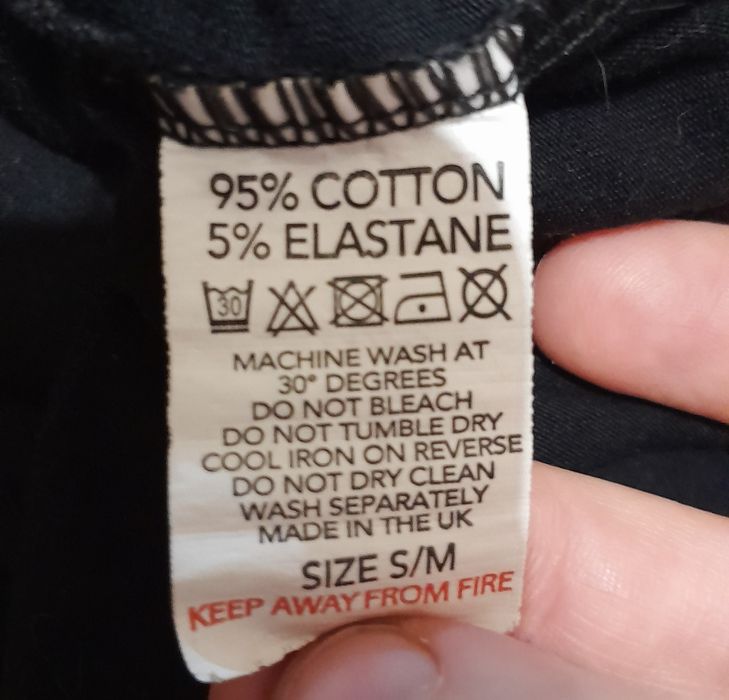 95% COTTON
5% ELASTANE
30
MACHINE WASH AT
30° DEGREES
DO NOT BLEACH
DO NOT TUMBLE DRY
COOL IRON ON REVERSE
DO NOT DRY CLEAN
WASH SEPARATELY
MADE IN THE UK
SIZE S/M
KEEP AWAY FROM FIRE